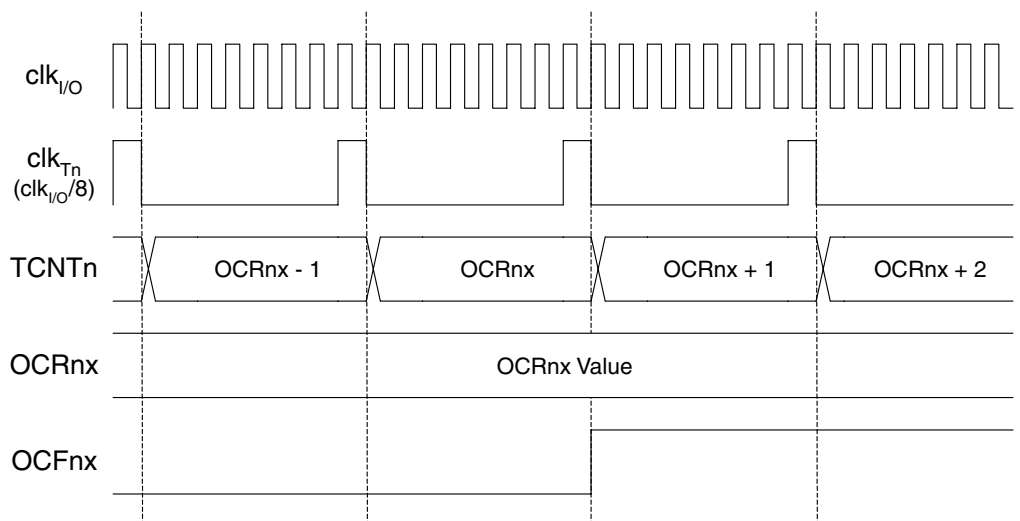 clkI/O
clkTn
(clkI/O/8)
TCNTn
OCRnx - 1
OCRnx
OCRnx + 1
OCRnx + 2
OCRnx
OCRnx Value
OCFnx